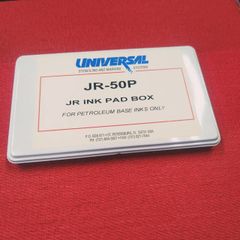 UNIVERSAL
STENCILING AND MARKING SYSTEMS
JR-50P
JR INK PAD BOX
FOR PETROLEUM BASE INKS ONLY